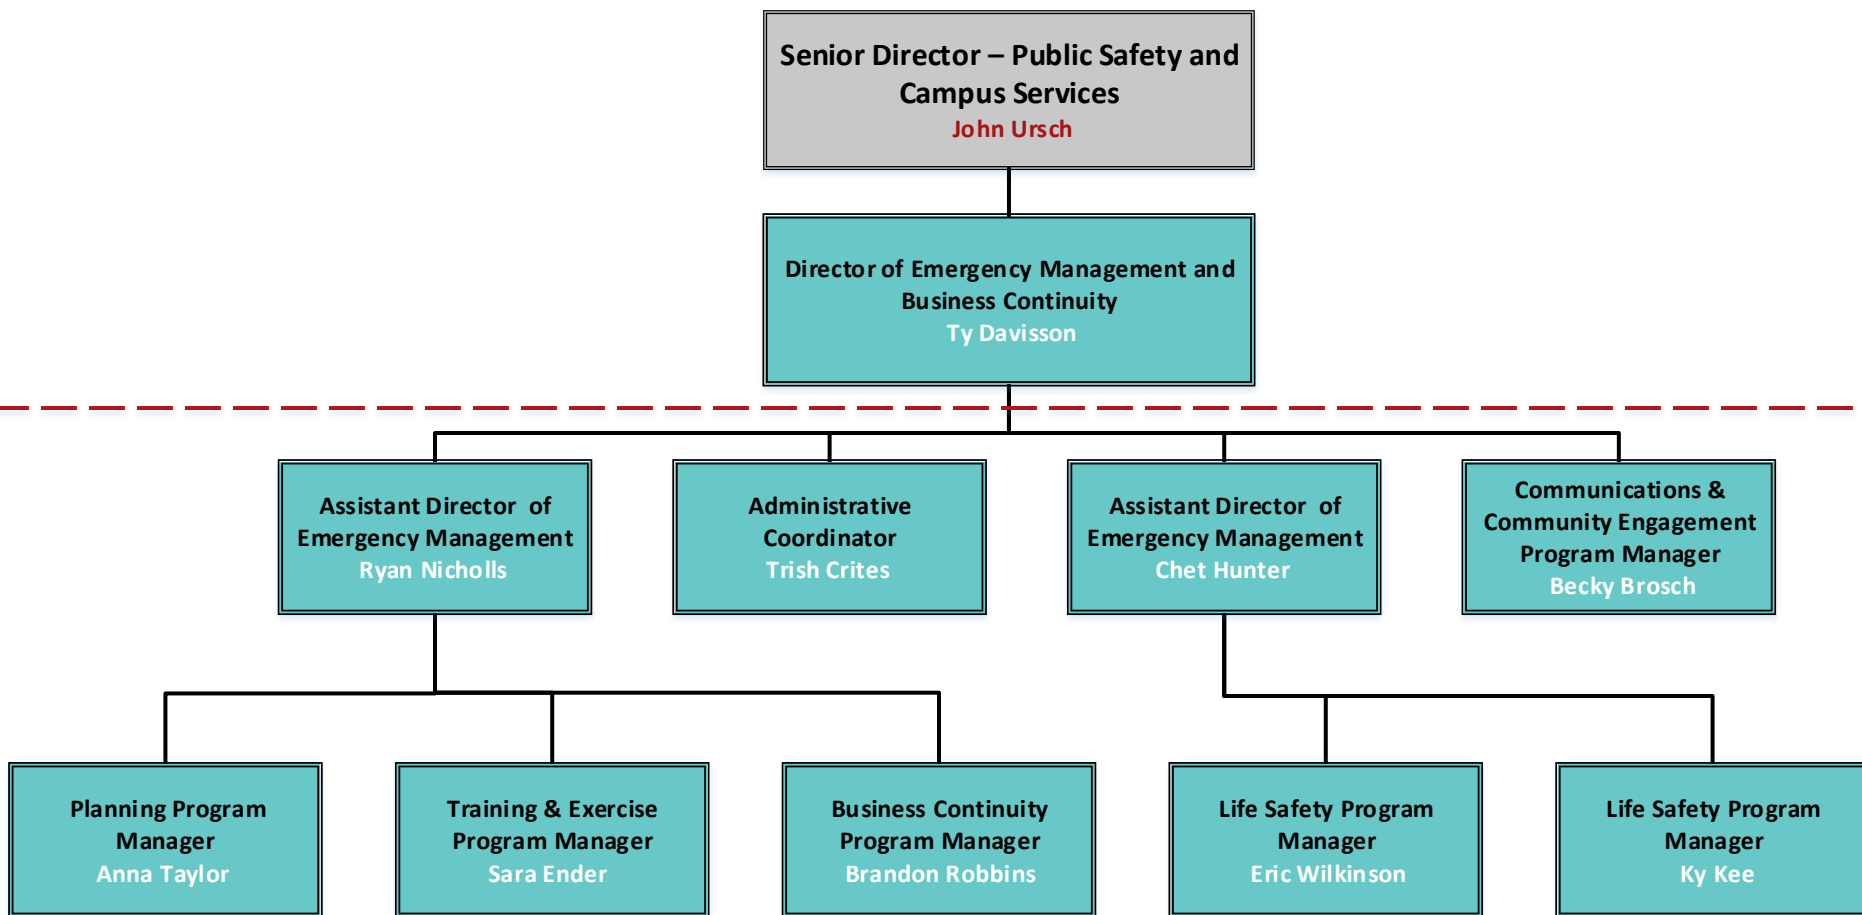 Senior Director – Public Safety and
Campus Services
John Ursch
Director of Emergency Management and
Business Continuity
Ty Davisson
Assistant Director of
Emergency Management
Ryan Nicholls
Administrative
Coordinator
Trish Crites
Assistant Director of
Emergency Management
Chet Hunter
Communications &
Community Engagement
Program Manager
Becky Brosch
Planning Program
Manager
Anna Taylor
Training & Exercise
Program Manager
Sara Ender
Business Continuity
Program Manager
Brandon Robbins
Life Safety Program
Manager
Eric Wilkinson
Life Safety Program
Manager
Ky Kee